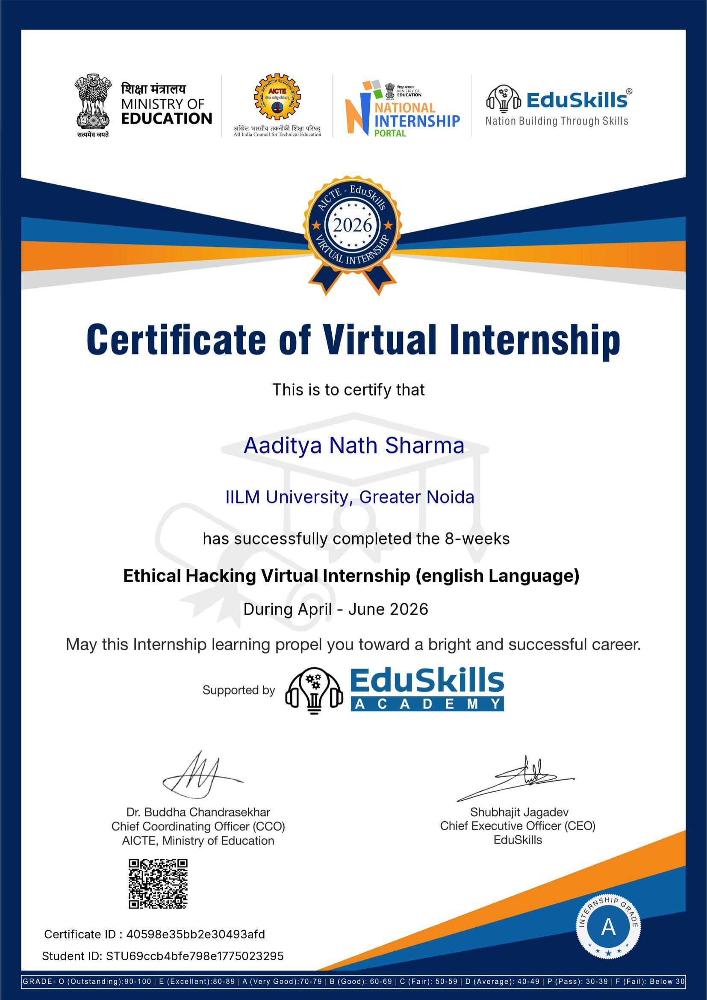 शिक्षा मंत्रालय
MINISTRY OF
EDUCATION
सत्यमेव जयते
All India Council for Technical Education
AICTE
अखिल भारतीय तकनीकी शिक्षा परिषद्
All India Council for Technical Education
शिक्षा मंत्रालय
MINISTRY OF
EDUCATION
NATIONAL
INTERNSHIP
PORTAL
EduSkills®
Nation Building Through Skills
AICTE - EduSkills
2026
VIRTUAL INTERNSHIP
Certificate of Virtual Internship
This is to certify that
Aaditya Nath Sharma
IILM University, Greater Noida
has successfully completed the 8-weeks
Ethical Hacking Virtual Internship (english Language)
During April - June 2026
May this Internship learning propel you toward a bright and successful career.
Supported by
EduSkills
ACADEMY
Dr. Buddha Chandrasekhar
Chief Coordinating Officer (CCO)
AICTE, Ministry of Education
Shubhajit Jagadev
Chief Executive Officer (CEO)
EduSkills
INTERNSHIP GRADE
A
Certificate ID : 40598e35bb2e30493afd
Student ID: STU69ccb4bfe798e1775023295
GRADE- O (Outstanding):90-100 | E (Excellent):80-89 | A (Very Good):70-79 | B (Good): 60-69 | C (Fair): 50-59 | D (Average): 40-49 | P (Pass): 30-39 | F (Fail): Below 30